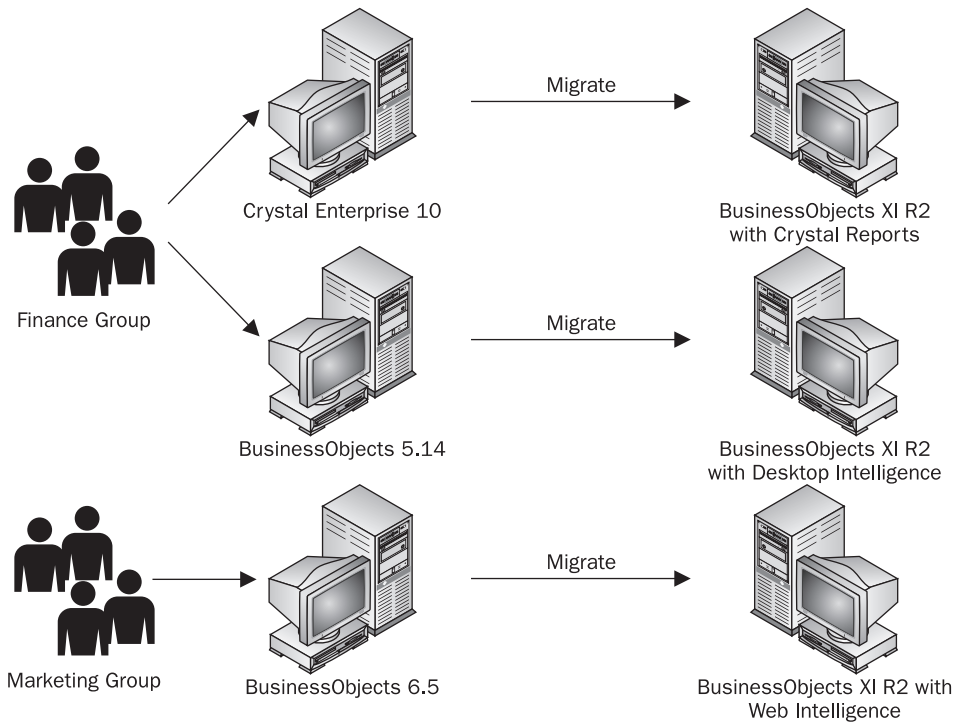 Migrate
Crystal Enterprise 10
BusinessObjects XI R2
with Crystal Reports
Finance Group
Migrate
BusinessObjects 5.14
BusinessObjects XI R2
with Desktop Intelligence
Migrate
Marketing Group
BusinessObjects 6.5
BusinessObjects XI R2 with
Web Intelligence